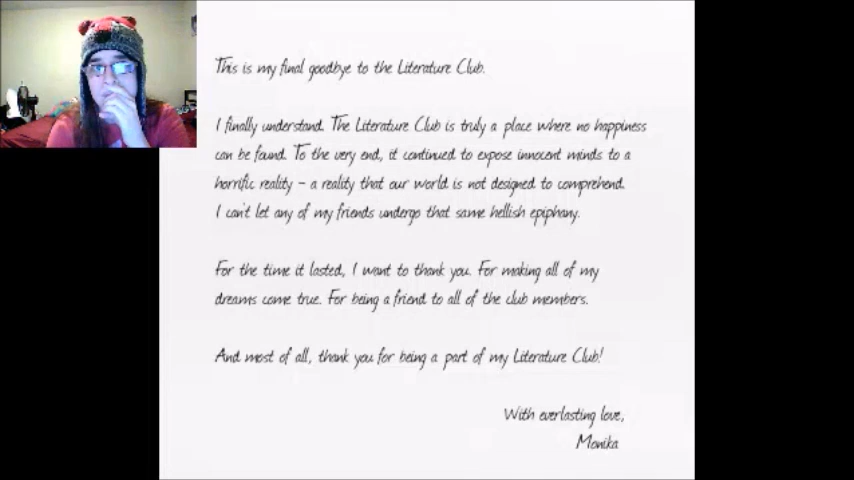 This is my final goodbye to the Literature Club.
I finally understand. The Literature Club is truly a place where no happiness
can be found. To the very end, it continued to expose innocent minds to a
horrific reality - a reality that our world is not designed to comprehend.
I can't let any of my friends undergo that same hellish epiphany.
For the time it lasted, I want to thank you. For making all of my
dreams come true. For being a friend to all of the club members.
And most of all, thank you for being a part of my Literature Club!
With everlasting love,
Monika